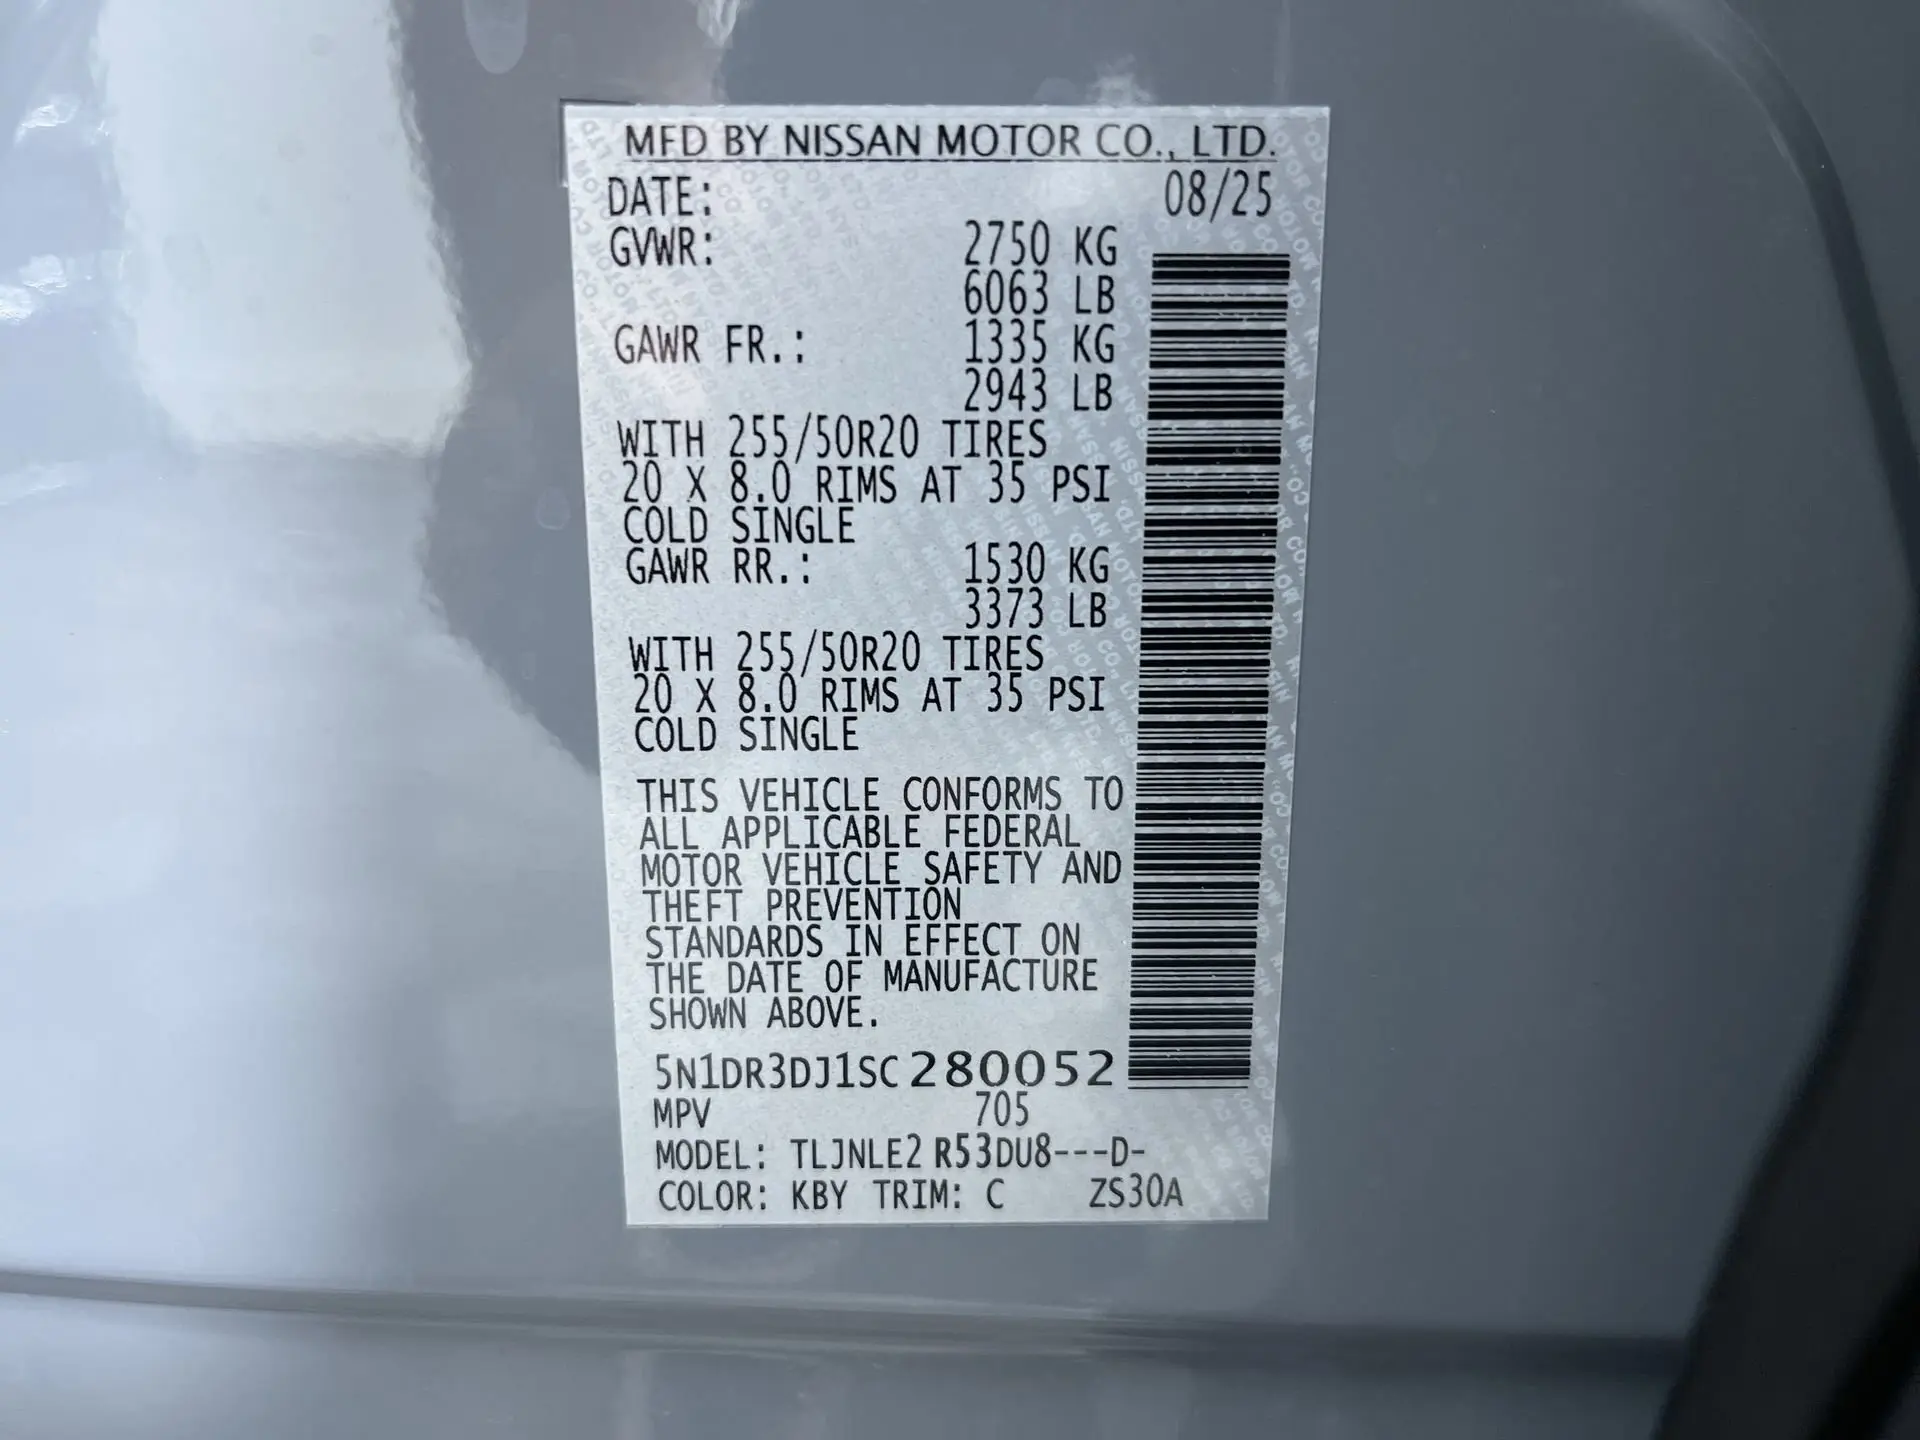 MFD BY NISSAN MOTOR CO., LTD.
DATE: 08/25
GVWR: 2750 KG
6063 LB
GAWR FR.: 1335 KG
2943 LB
WITH 255/50R20 TIRES
20 X 8.0 RIMS AT 35 PSI
COLD SINGLE
GAWR RR.: 1530 KG
3373 LB
WITH 255/50R20 TIRES
20 X 8.0 RIMS AT 35 PSI
COLD SINGLE
THIS VEHICLE CONFORMS TO
ALL APPLICABLE FEDERAL
MOTOR VEHICLE SAFETY AND
THEFT PREVENTION
STANDARDS IN EFFECT ON
THE DATE OF MANUFACTURE
SHOWN ABOVE.
5N1DR3DJ1SC280052
MPV 705
MODEL: TLJNLE2 R53DU8---D-
COLOR: KBY TRIM: C ZS30A